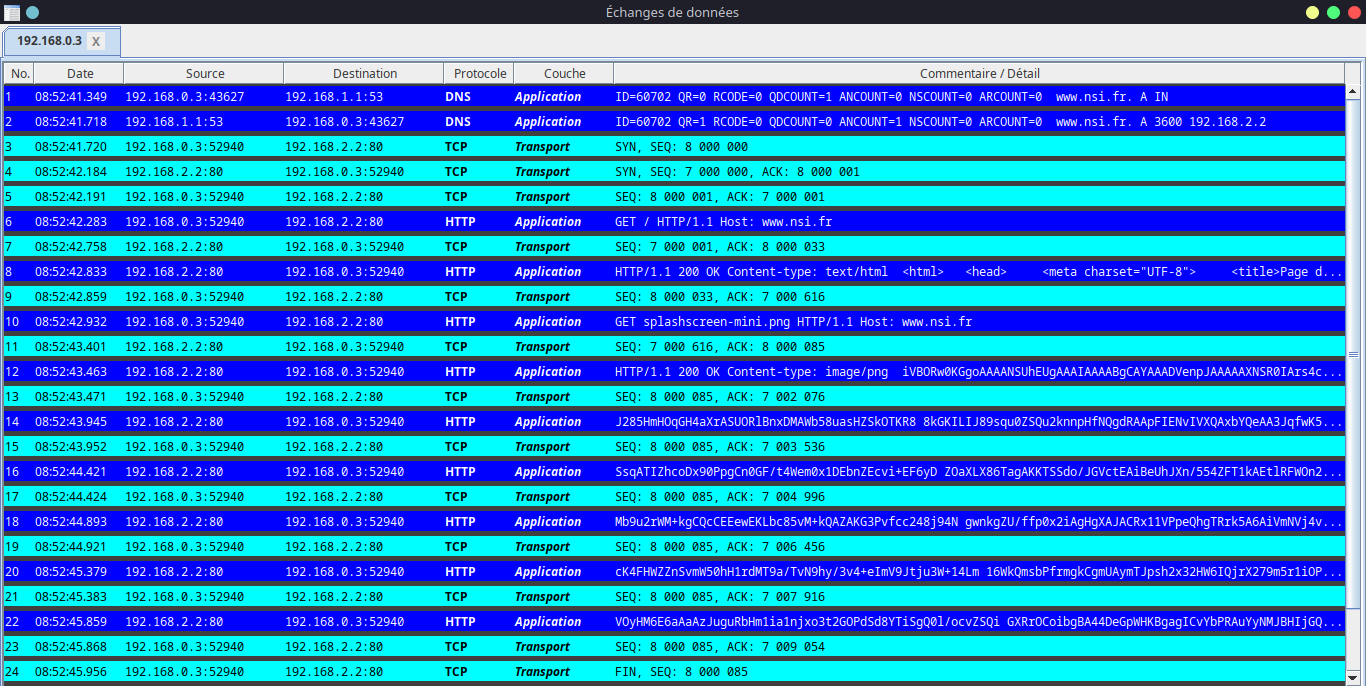 Échanges de données
192.168.0.3 X
No. Date Source Destination Protocole Couche Commentaire / Détail
1 08:52:41.349 192.168.0.3:43627 192.168.1.1:53 DNS Application ID=60702 QR=0 RCODE=0 QDCOUNT=1 ANCOUNT=0 NSCOUNT=0 ARCOUNT=0 www.nsi.fr. A IN
2 08:52:41.718 192.168.1.1:53 192.168.0.3:43627 DNS Application ID=60702 QR=1 RCODE=0 QDCOUNT=1 ANCOUNT=1 NSCOUNT=0 ARCOUNT=0 www.nsi.fr. A 3600 192.168.2.2
3 08:52:41.720 192.168.0.3:52940 192.168.2.2:80 TCP Transport SYN, SEQ: 8 000 000
4 08:52:42.184 192.168.2.2:80 192.168.0.3:52940 TCP Transport SYN, SEQ: 7 000 000, ACK: 8 000 001
5 08:52:42.191 192.168.0.3:52940 192.168.2.2:80 TCP Transport SEQ: 8 000 001, ACK: 7 000 001
6 08:52:42.283 192.168.0.3:52940 192.168.2.2:80 HTTP Application GET / HTTP/1.1 Host: www.nsi.fr
7 08:52:42.758 192.168.2.2:80 192.168.0.3:52940 TCP Transport SEQ: 7 000 001, ACK: 8 000 033
8 08:52:42.833 192.168.2.2:80 192.168.0.3:52940 HTTP Application HTTP/1.1 200 OK Content-type: text/html <html> <head> <meta charset="UTF-8"> <title>Page d...
9 08:52:42.859 192.168.0.3:52940 192.168.2.2:80 TCP Transport SEQ: 8 000 033, ACK: 7 000 616
10 08:52:42.932 192.168.0.3:52940 192.168.2.2:80 HTTP Application GET splashscreen-mini.png HTTP/1.1 Host: www.nsi.fr
11 08:52:43.401 192.168.2.2:80 192.168.0.3:52940 TCP Transport SEQ: 7 000 616, ACK: 8 000 085
12 08:52:43.463 192.168.2.2:80 192.168.0.3:52940 HTTP Application HTTP/1.1 200 OK Content-type: image/png iVBORw0KGgoAAAANSUhEUgAAAIAAAABgCAYAAADVenpJAAAAAXNSR0IArs4c...
13 08:52:43.471 192.168.0.3:52940 192.168.2.2:80 TCP Transport SEQ: 8 000 085, ACK: 7 002 076
14 08:52:43.945 192.168.2.2:80 192.168.0.3:52940 HTTP Application J285HmHOqGH4aXrASUORlBnxDMAWb58uasHZSkOTKR8 8kGKILIJ89squ0ZSQu2knnpHfNQgdRAApFIENvIVXQAxbYQeAA3JqfwK5...
15 08:52:43.952 192.168.0.3:52940 192.168.2.2:80 TCP Transport SEQ: 8 000 085, ACK: 7 003 536
16 08:52:44.421 192.168.2.2:80 192.168.0.3:52940 HTTP Application SsqATIZhcoDx90PpgCn0GF/t4Wem0x1DEbnZEcvi+EF6yD ZOaXLX86TagAKKTSSdo/JGVctEAiBeUhJXn/554ZFT1kAEtlRFWOn2...
17 08:52:44.424 192.168.0.3:52940 192.168.2.2:80 TCP Transport SEQ: 8 000 085, ACK: 7 004 996
18 08:52:44.893 192.168.2.2:80 192.168.0.3:52940 HTTP Application Mb9u2rWM+kgCQcCEEewEKLbc85vM+kQAZAKG3Pvfcc248j94N gwnkgZU/ffp0x2iAgHgXAJACRx11VPpeQhgTRrk5A6AiVmNVj4v...
19 08:52:44.921 192.168.0.3:52940 192.168.2.2:80 TCP Transport SEQ: 8 000 085, ACK: 7 006 456
20 08:52:45.379 192.168.2.2:80 192.168.0.3:52940 HTTP Application cK4FHWZZnSvmW50hH1rdMT9a/TvN9hy/3v4+eImV9Jtju3W+14Lm 16WkQmsbPfrmgkCgmUAymTJpsh2x32HW6IQjrX279m5r1iOP...
21 08:52:45.383 192.168.0.3:52940 192.168.2.2:80 TCP Transport SEQ: 8 000 085, ACK: 7 007 916
22 08:52:45.859 192.168.2.2:80 192.168.0.3:52940 HTTP Application VOyHM6E6aAaAzJuguRbHm1ia1njxo3t2GOPdSd8YTiSgQ0l/ocvZSQi GXRrOCoibgBA44DeGpWHKBgagICvYbPRAuYyNMJBHIjGQ...
23 08:52:45.868 192.168.0.3:52940 192.168.2.2:80 TCP Transport SEQ: 8 000 085, ACK: 7 009 054
24 08:52:45.956 192.168.0.3:52940 192.168.2.2:80 TCP Transport FIN, SEQ: 8 000 085